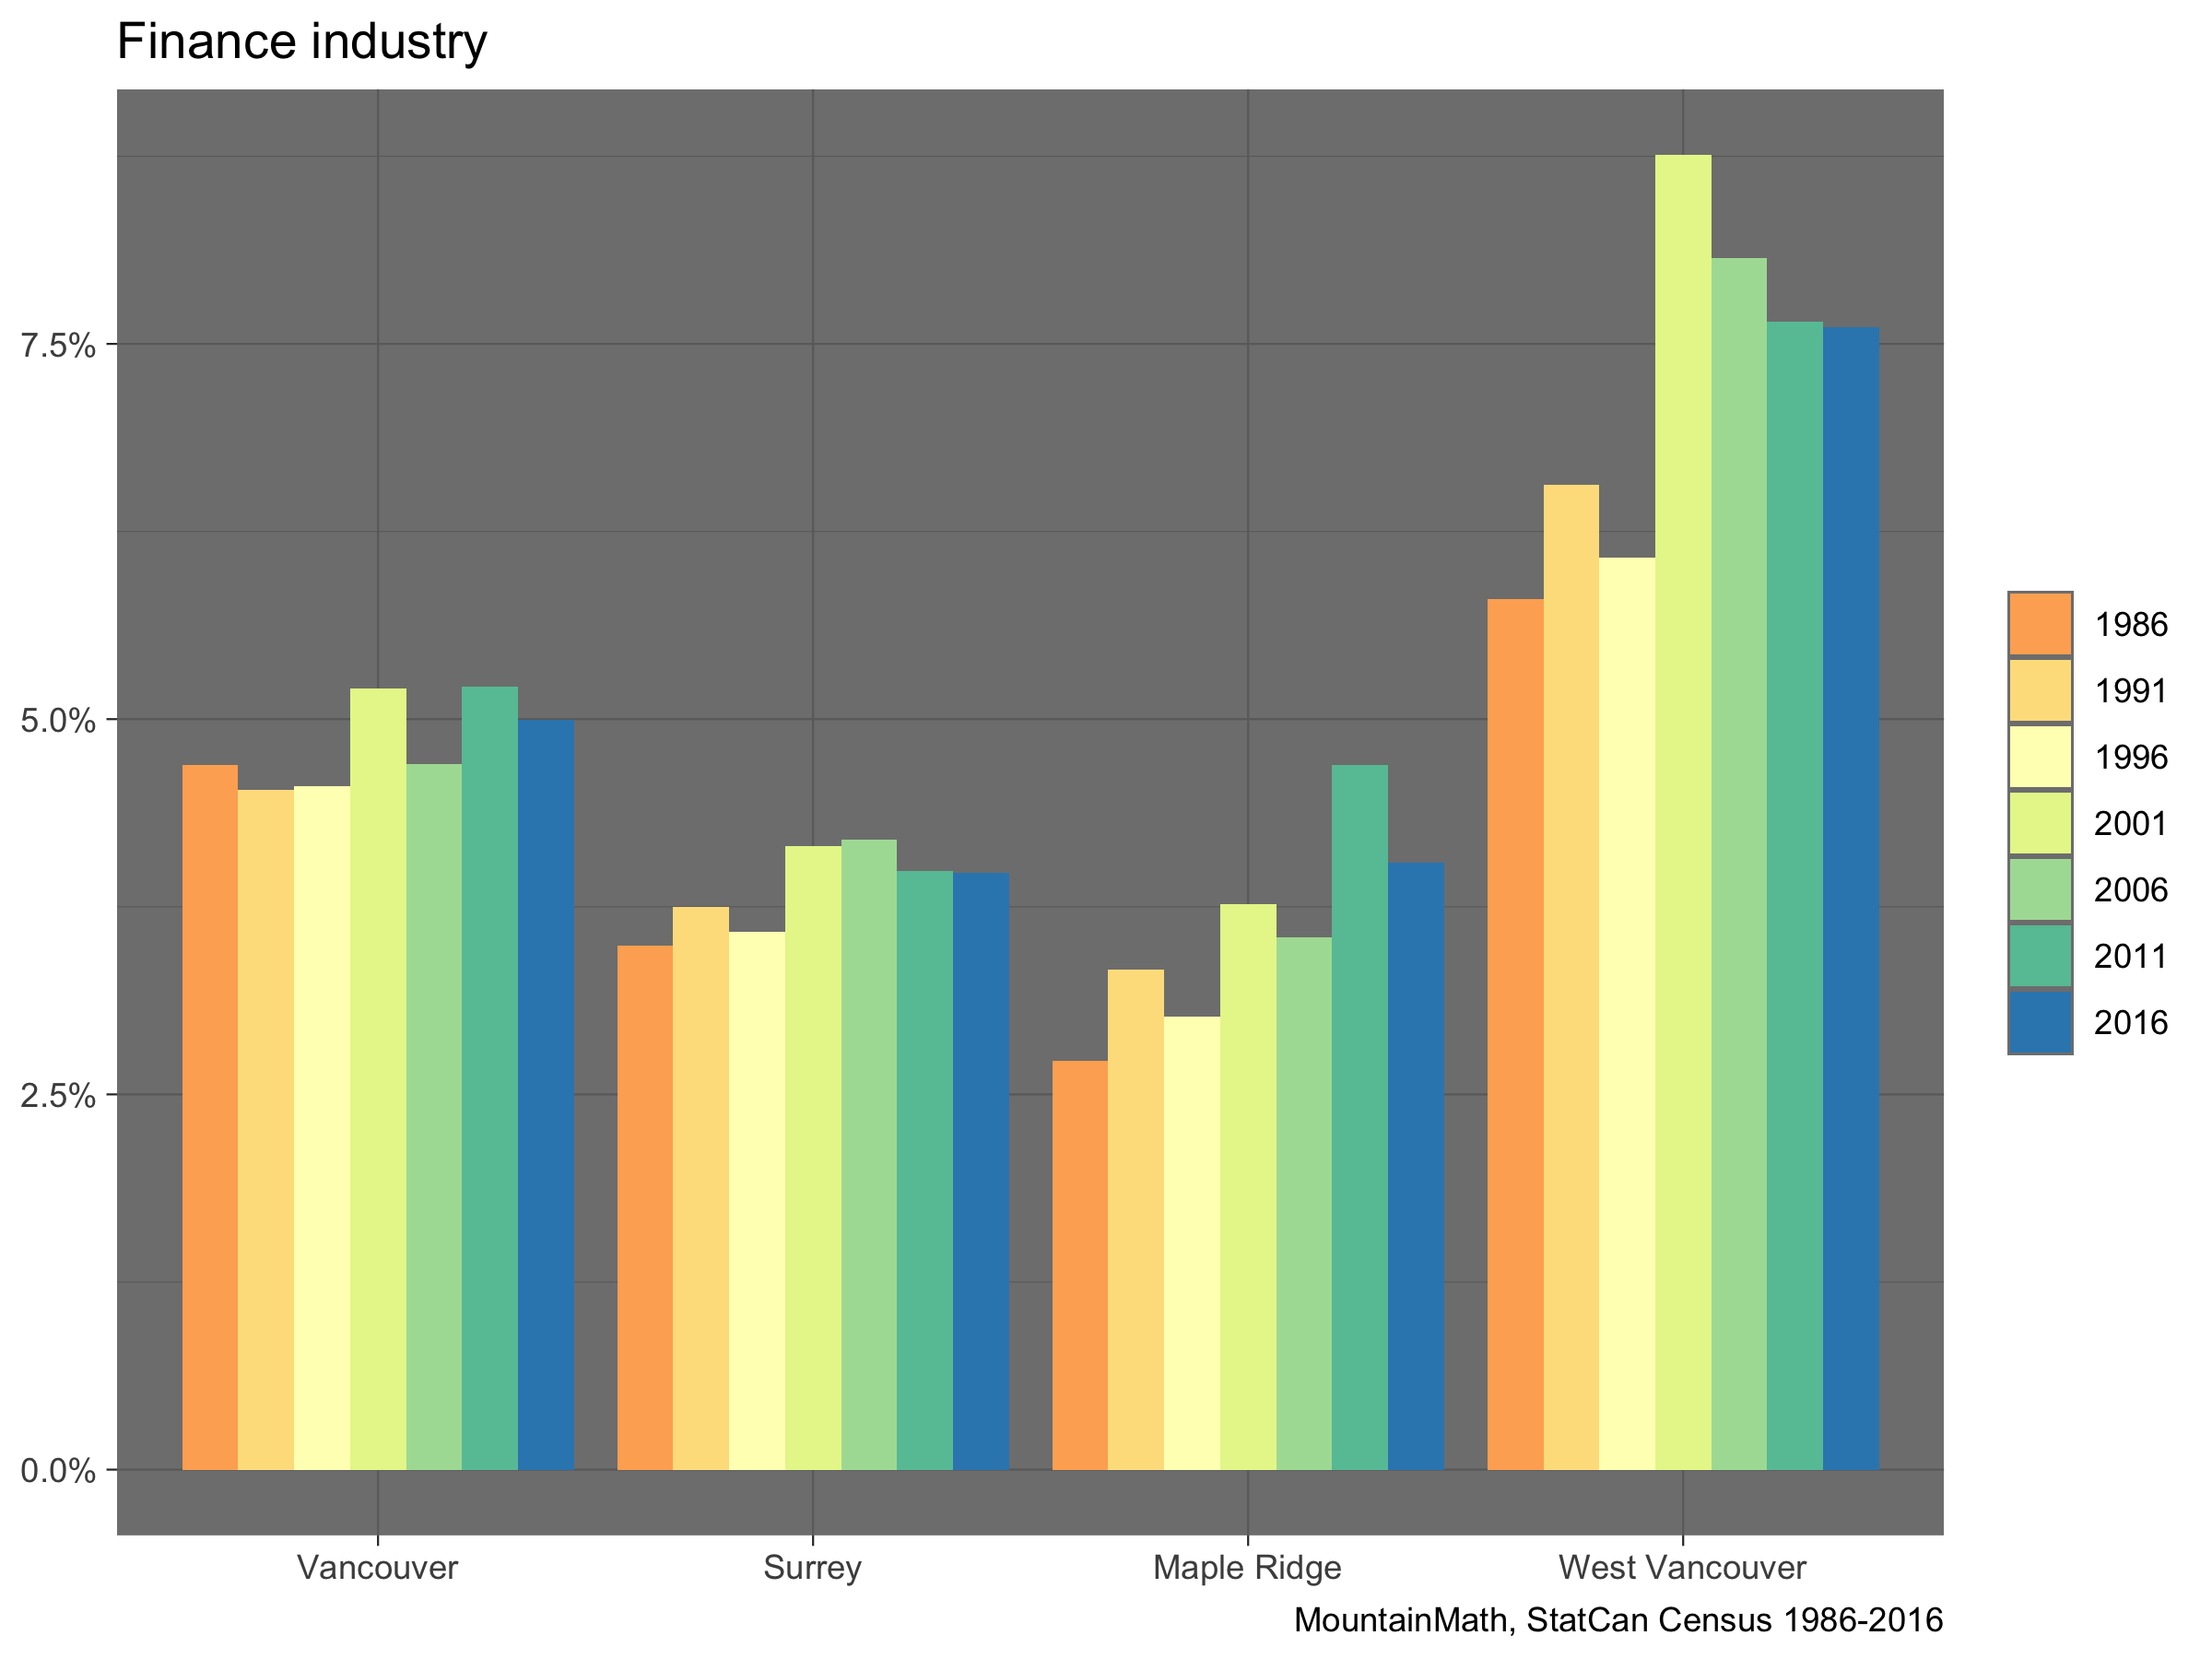 Finance industry
7.5%
5.0%
2.5%
0.0%
Vancouver
Surrey
Maple Ridge
West Vancouver
1986
1991
1996
2001
2006
2011
2016
MountainMath, StatCan Census 1986-2016